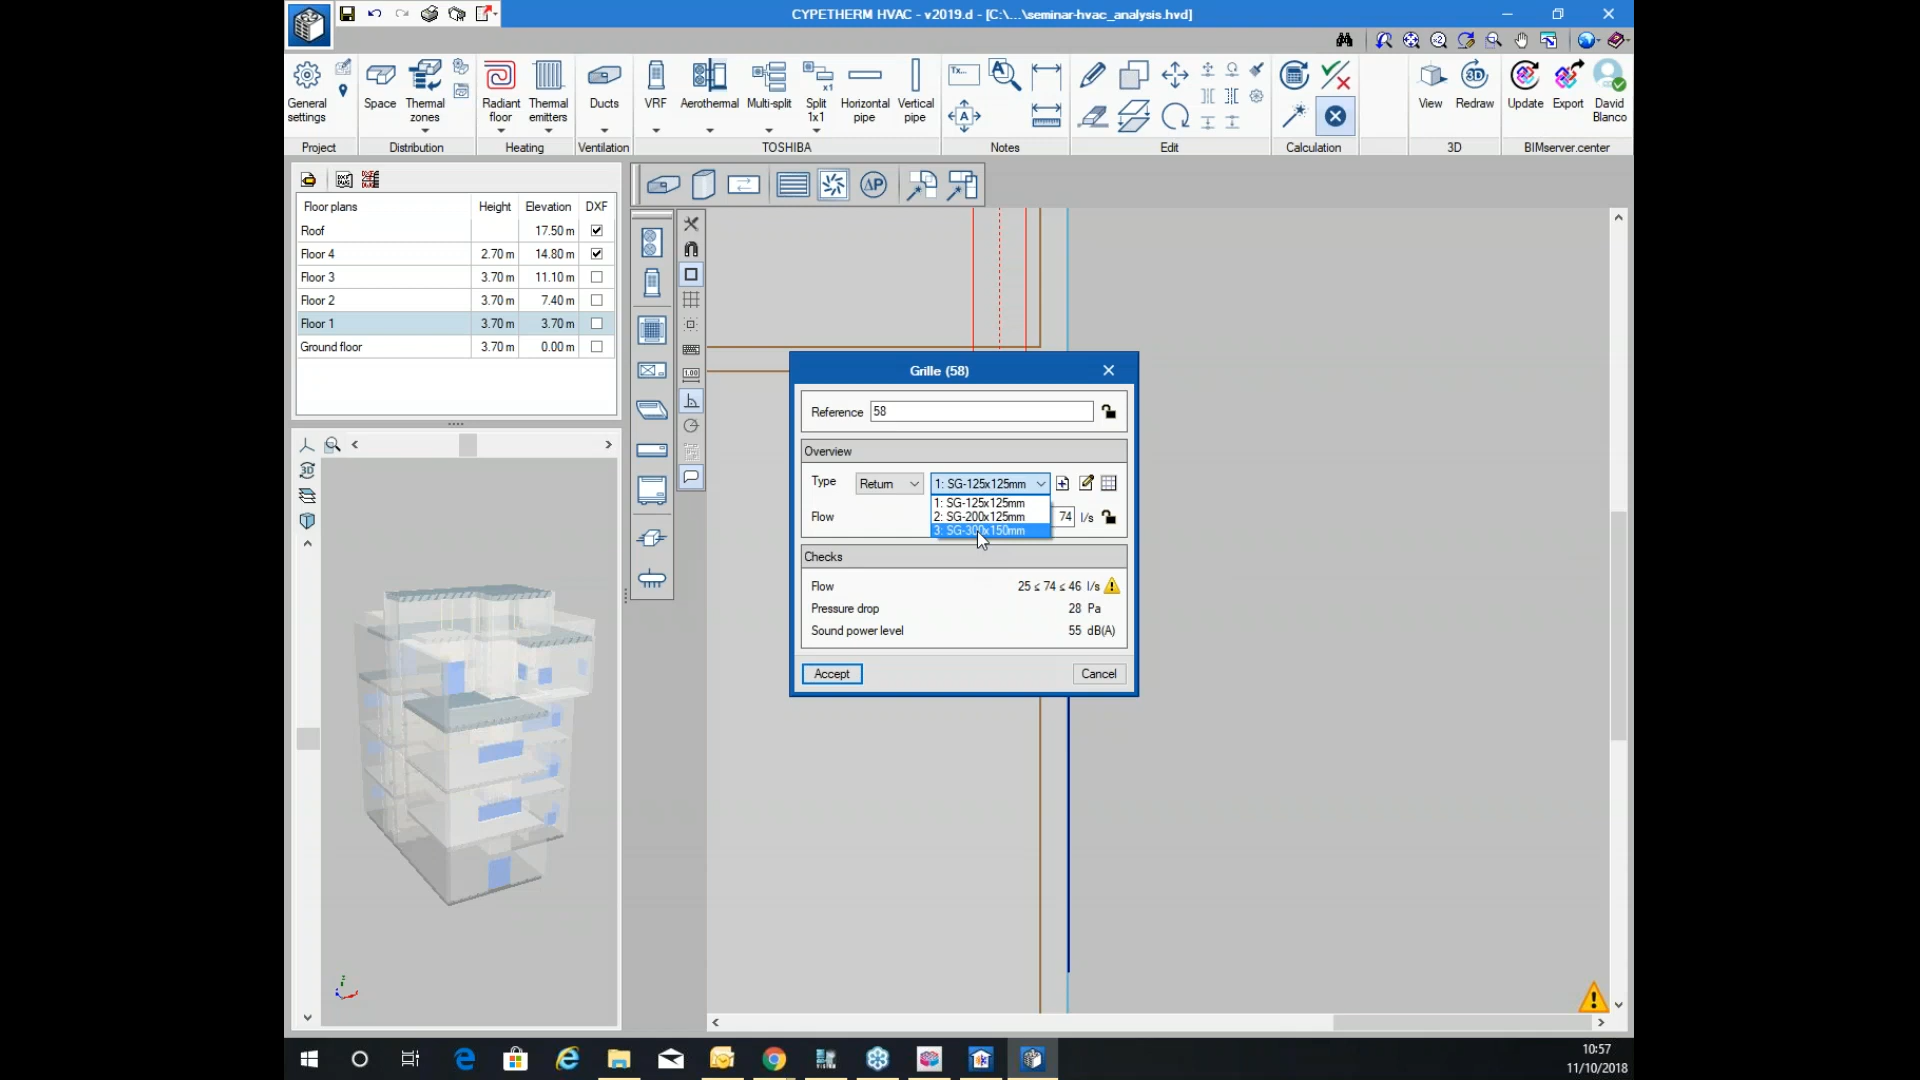 CYPETHERM HVAC - v2019.d - [C:\...\seminar-hvac_analysis.hvd]
General settings
Space
Thermal zones
Radiant floor
Thermal emitters
Ducts
VRF
Aerothermal
Multi-split
Split 1x1
Horizontal pipe
Vertical pipe
View
Redraw
Update
Export
David Blanco
Project
Distribution
Heating
Ventilation
TOSHIBA
Notes
Edit
Calculation
3D
BIMserver.center
Floor plans Height Elevation DXF
Roof 17.50 m
Floor 4 2.70 m 14.80 m
Floor 3 3.70 m 11.10 m
Floor 2 3.70 m 7.40 m
Floor 1 3.70 m 3.70 m
Ground floor 3.70 m 0.00 m
Grille (58)
Reference 58
Overview
Type Return 1: SG-125x125mm
1: SG-125x125mm
2: SG-200x125mm
3: SG-300x150mm
Flow 74 l/s
Checks
Flow 25 ≤ 74 ≤ 46 l/s
Pressure drop 28 Pa
Sound power level 55 dB(A)
Accept
Cancel
10:57
11/10/2018